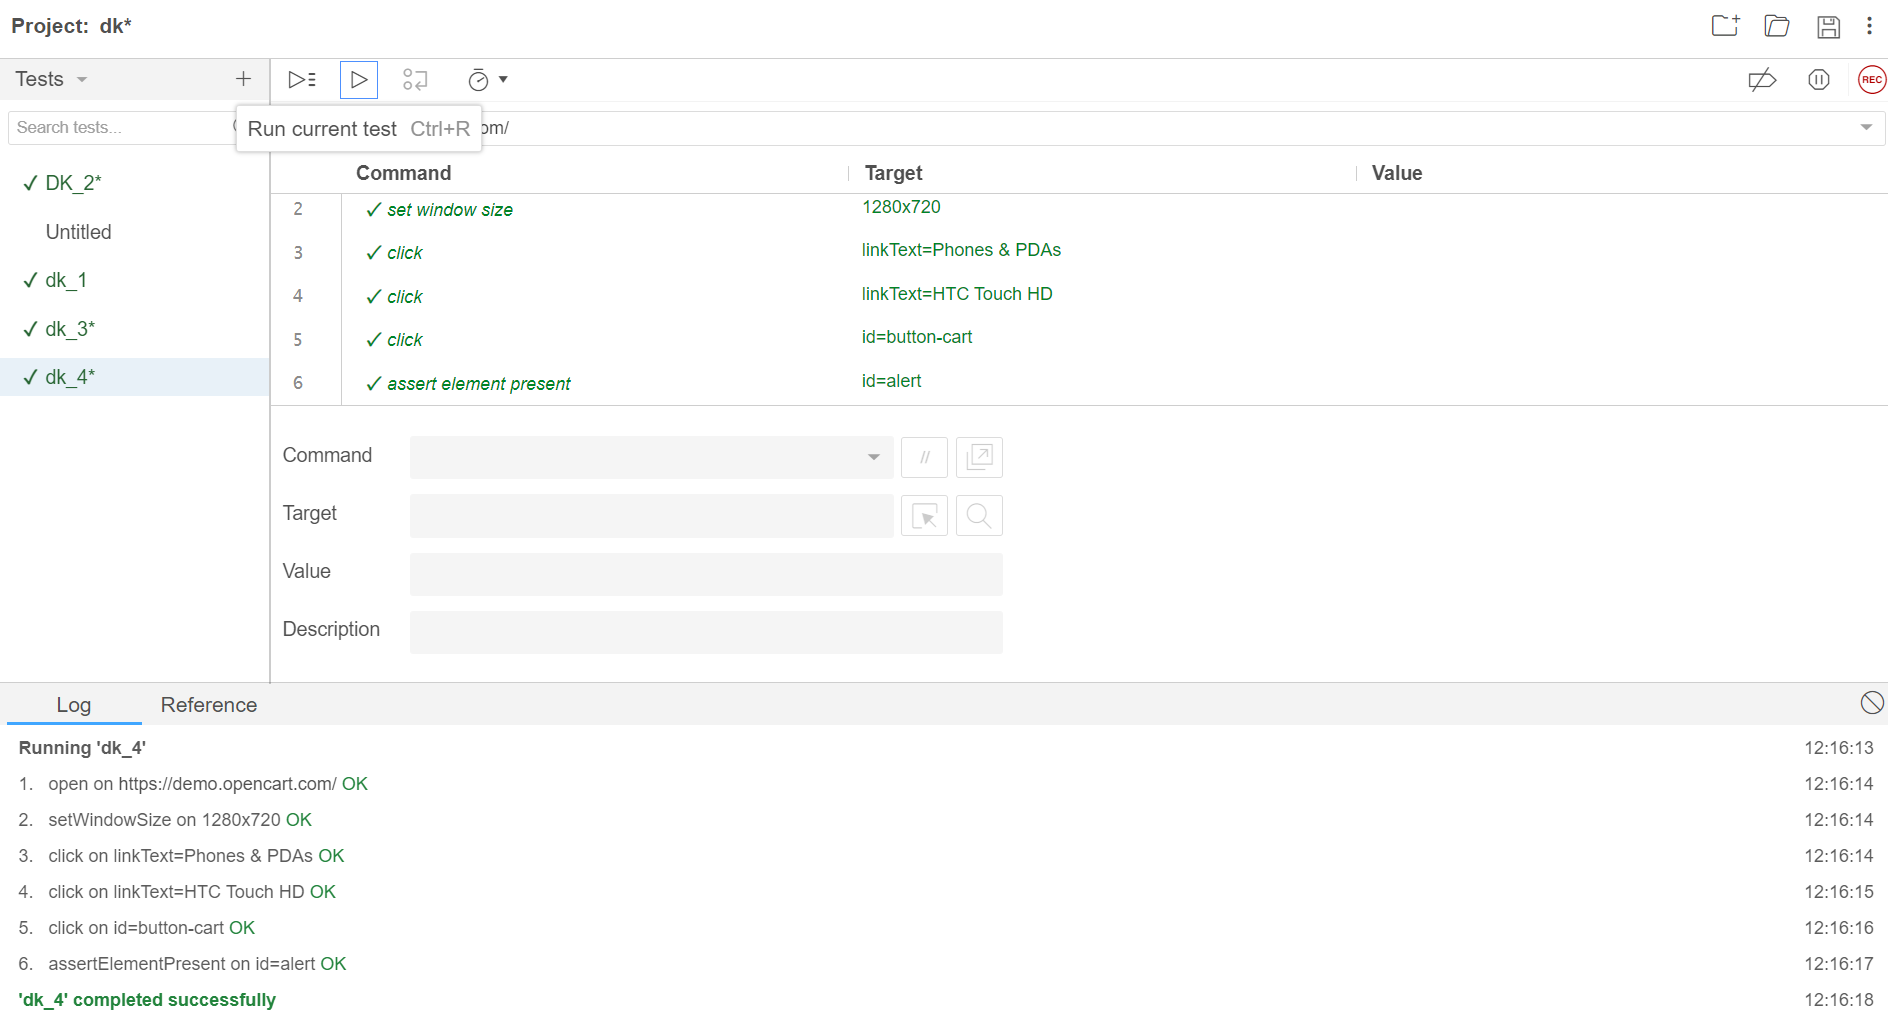 Project: dk*
Tests
Search tests...
Run current test Ctrl+R
om/
REC
DK_2*
Untitled
dk_1
dk_3*
dk_4*
Command Target Value
2 set window size 1280x720
3 click linkText=Phones & PDAs
4 click linkText=HTC Touch HD
5 click id=button-cart
6 assert element present id=alert
Command
//
Target
Value
Description
Log Reference
Running 'dk_4' 12:16:13
1. open on https://demo.opencart.com/ OK 12:16:14
2. setWindowSize on 1280x720 OK 12:16:14
3. click on linkText=Phones & PDAs OK 12:16:14
4. click on linkText=HTC Touch HD OK 12:16:15
5. click on id=button-cart OK 12:16:16
6. assertElementPresent on id=alert OK 12:16:17
'dk_4' completed successfully 12:16:18